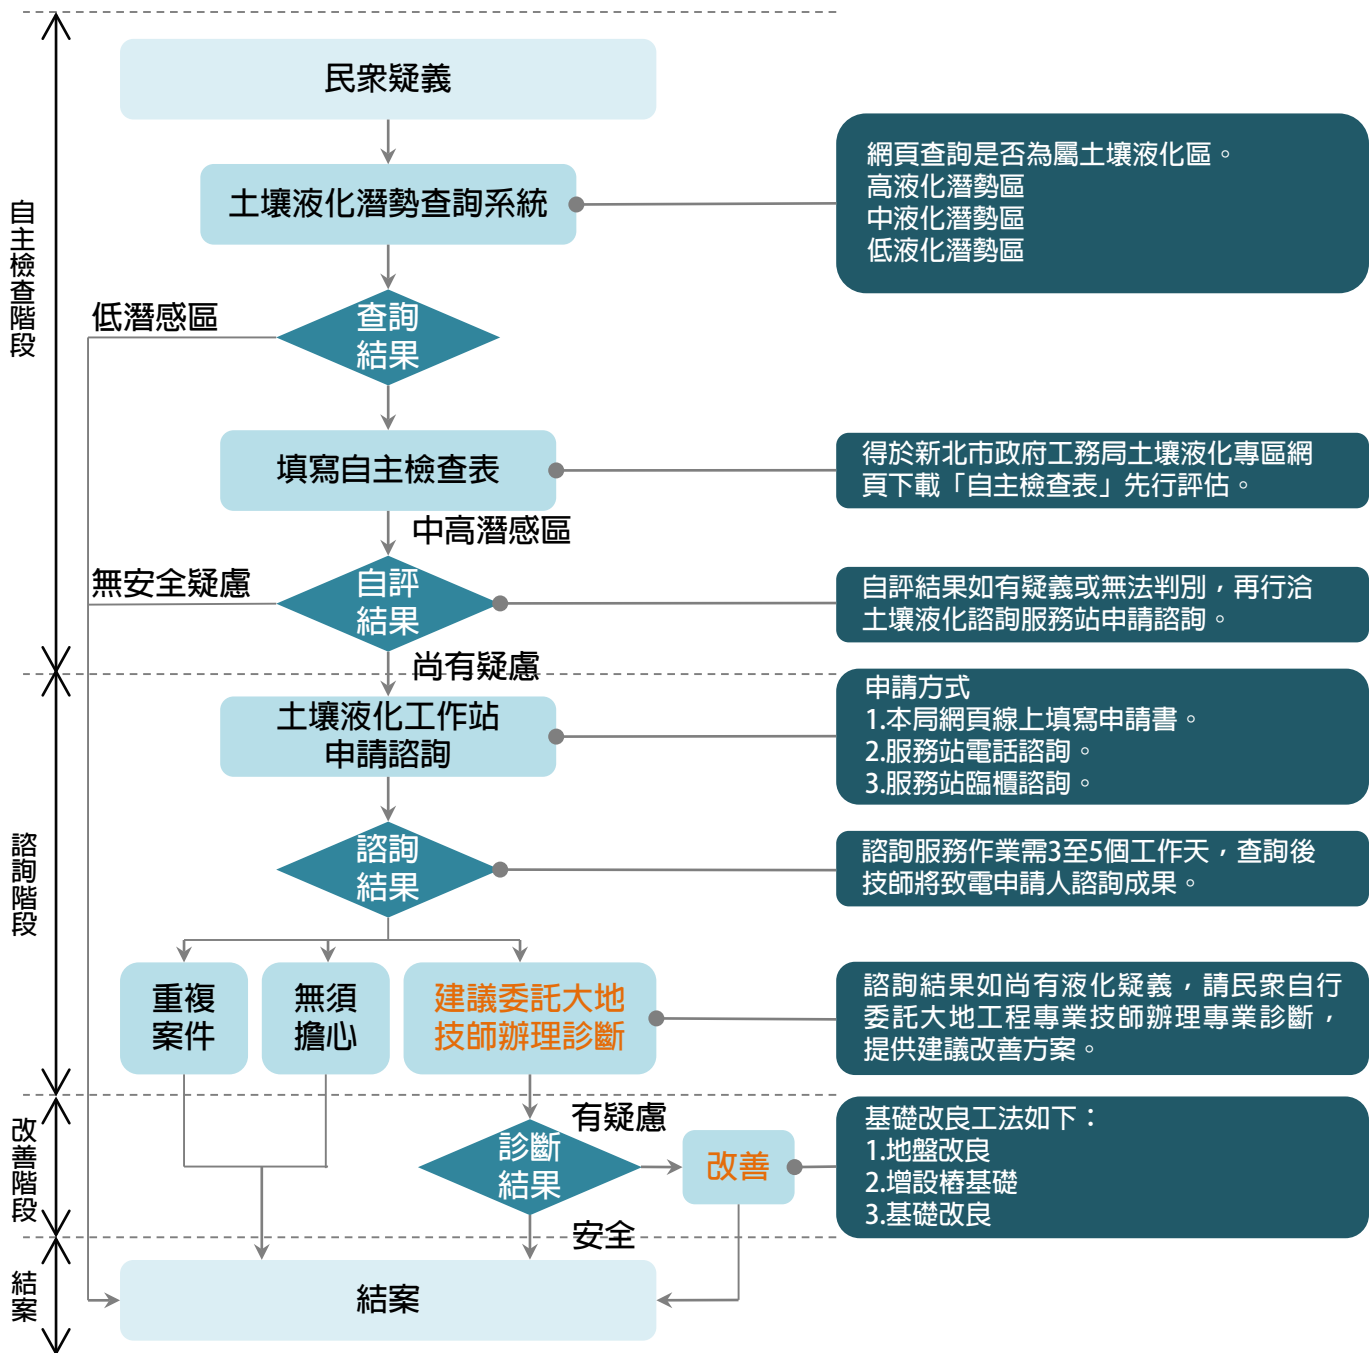 民眾疑義
土壤液化潛勢查詢系統
網頁查詢是否為屬土壤液化區。
高液化潛勢區
中液化潛勢區
低液化潛勢區
自主檢查階段
低潛感區
查詢
結果
填寫自主檢查表
得於新北市政府工務局土壤液化專區網
頁下載「自主檢查表」先行評估。
中高潛感區
無安全疑慮
自評
結果
自評結果如有疑義或無法判別，再行洽
土壤液化諮詢服務站申請諮詢。
尚有疑慮
土壤液化工作站
申請諮詢
申請方式
1.本局網頁線上填寫申請書。
2.服務站電話諮詢。
3.服務站臨櫃諮詢。
諮詢階段
諮詢
結果
諮詢服務作業需3至5個工作天，查詢後
技師將致電申請人諮詢成果。
重複
案件
無須
擔心
建議委託大地
技師辦理診斷
諮詢結果如尚有液化疑義，請民眾自行
委託大地工程專業技師辦理專業診斷，
提供建議改善方案。
改善階段
有疑慮
診斷
結果
改善
基礎改良工法如下：
1.地盤改良
2.增設樁基礎
3.基礎改良
安全
結案
結案